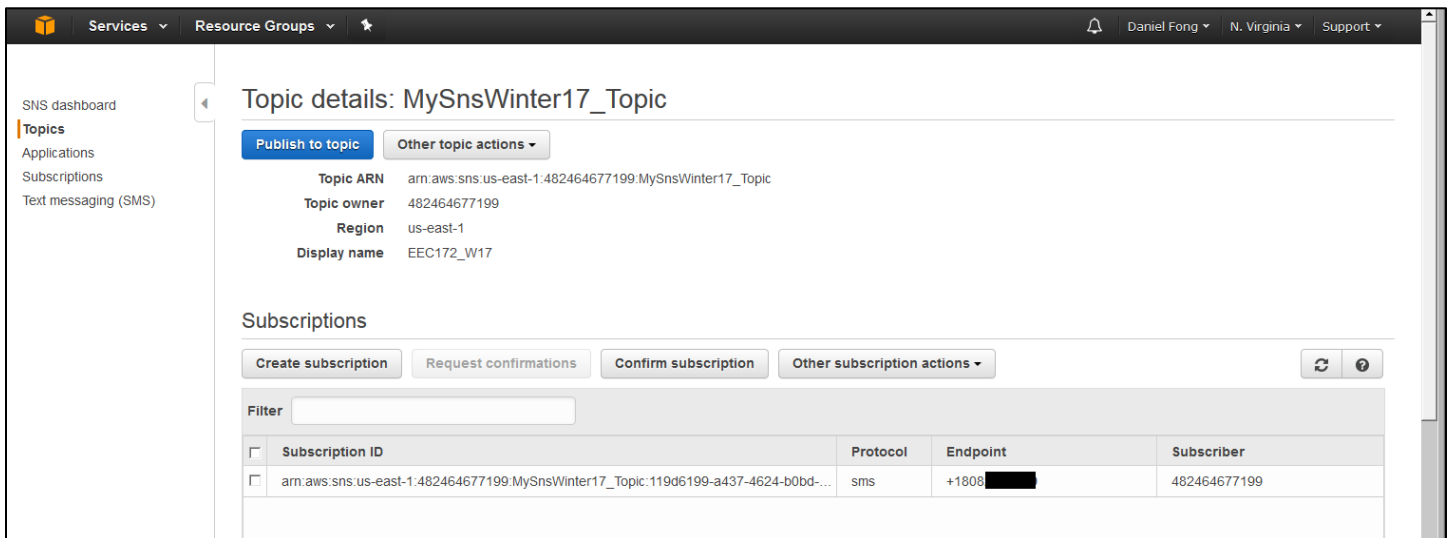 Services Resource Groups Daniel Fong N. Virginia Support
SNS dashboard
Topics
Applications
Subscriptions
Text messaging (SMS)
Topic details: MySnsWinter17_Topic
Publish to topic Other topic actions
Topic ARN arn:aws:sns:us-east-1:482464677199:MySnsWinter17_Topic
Topic owner 482464677199
Region us-east-1
Display name EEC172_W17
Subscriptions
Create subscription Request confirmations Confirm subscription Other subscription actions
Filter
Subscription ID Protocol Endpoint Subscriber
arn:aws:sns:us-east-1:482464677199:MySnsWinter17_Topic:119d6199-a437-4624-b0bd-... sms +1808 482464677199